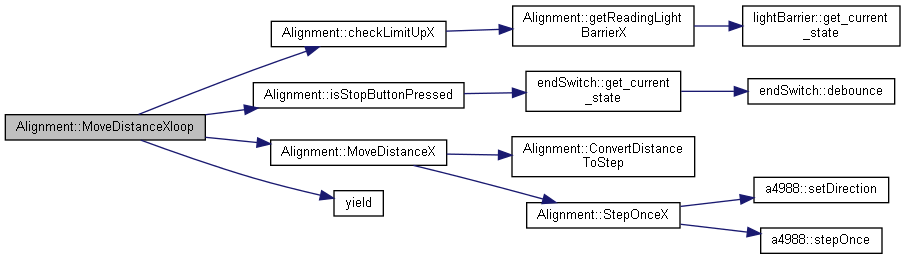 Alignment::MoveDistanceXloop
Alignment::checkLimitUpX
Alignment::getReadingLight
BarrierX
lightBarrier::get_current
_state
Alignment::isStopButtonPressed
endSwitch::get_current
_state
endSwitch::debounce
Alignment::MoveDistanceX
Alignment::ConvertDistance
ToStep
Alignment::StepOnceX
a4988::setDirection
a4988::stepOnce
yield